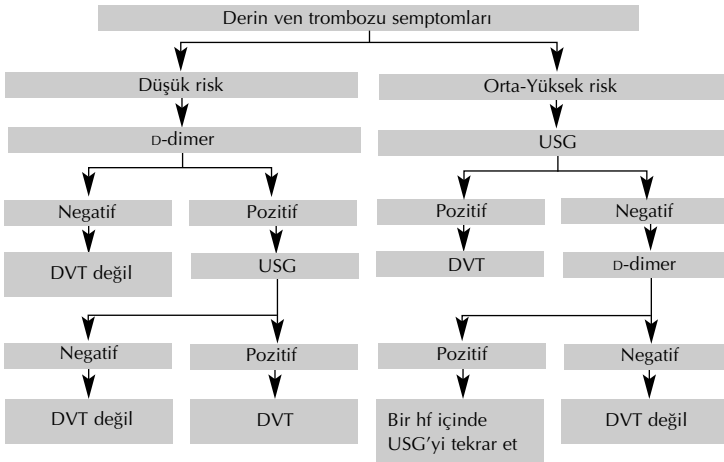 Derin ven trombozu semptomları
Düşük risk
Orta-Yüksek risk
D-dimer
USG
Negatif
Pozitif
Pozitif
Negatif
DVT değil
USG
DVT
D-dimer
Negatif
Pozitif
Pozitif
Negatif
DVT değil
DVT
Bir hf içinde
USG'yi tekrar et
DVT değil